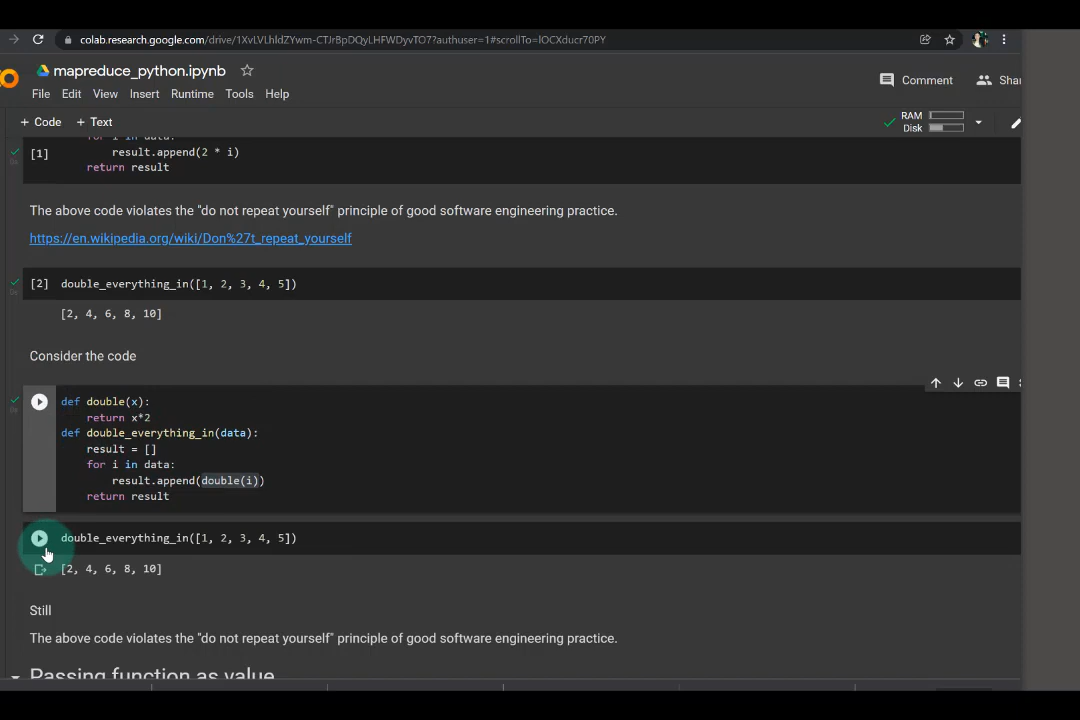 colab.research.google.com/drive/1XvLVLhldZYwm-CTJrBpDQyLHFWDyvTO7?authuser=1#scrollTo=lOCXducr70PY
mapreduce_python.ipynb
File Edit View Insert Runtime Tools Help
Comment
Shar
+ Code + Text
RAM
Disk
for i in data:
[1] result.append(2 * i)
return result
The above code violates the "do not repeat yourself" principle of good software engineering practice.
https://en.wikipedia.org/wiki/Don%27t_repeat_yourself
[2] double_everything_in([1, 2, 3, 4, 5])
[2, 4, 6, 8, 10]
Consider the code
def double(x):
return x*2
def double_everything_in(data):
result = []
for i in data:
result.append(double(i))
return result
double_everything_in([1, 2, 3, 4, 5])
[2, 4, 6, 8, 10]
Still
The above code violates the "do not repeat yourself" principle of good software engineering practice.
Passing function as value